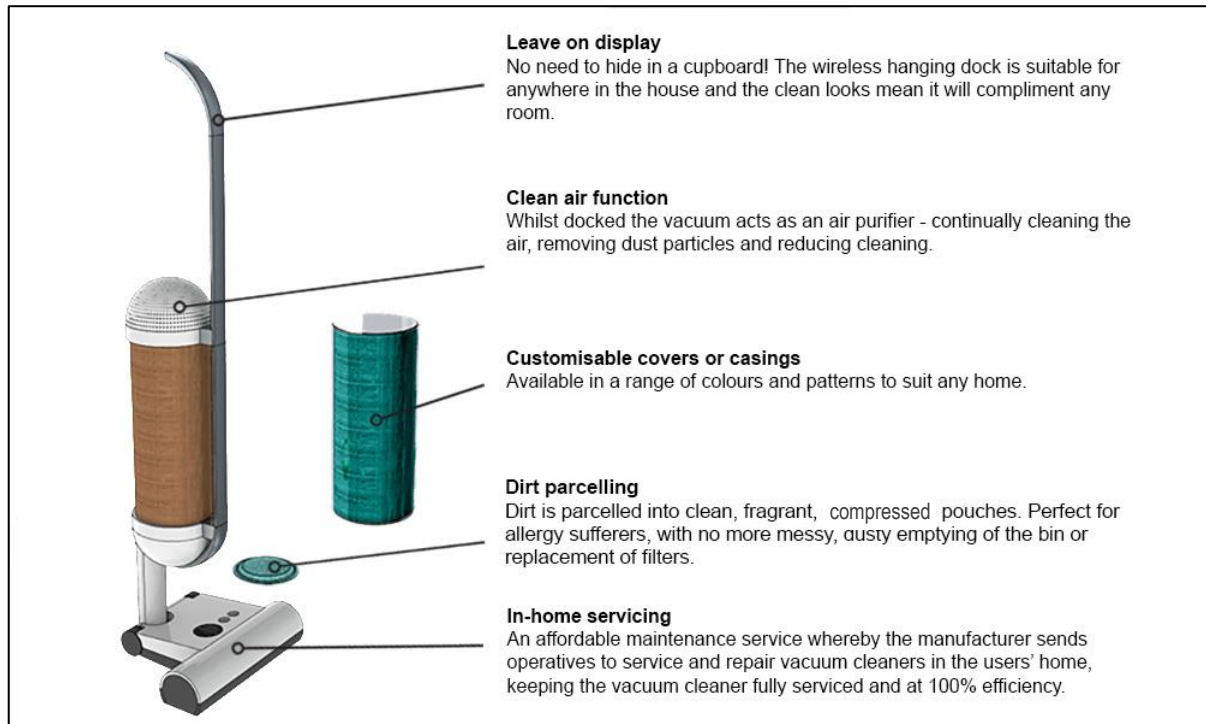 Leave on display
No need to hide in a cupboard! The wireless hanging dock is suitable for
anywhere in the house and the clean looks mean it will compliment any
room.
Clean air function
Whilst docked the vacuum acts as an air purifier - continually cleaning the
air, removing dust particles and reducing cleaning.
Customisable covers or casings
Available in a range of colours and patterns to suit any home.
Dirt parcelling
Dirt is parcelled into clean, fragrant, compressed pouches. Perfect for
allergy sufferers, with no more messy, dusty emptying of the bin or
replacement of filters.
In-home servicing
An affordable maintenance service whereby the manufacturer sends
operatives to service and repair vacuum cleaners in the users’ home,
keeping the vacuum cleaner fully serviced and at 100% efficiency.